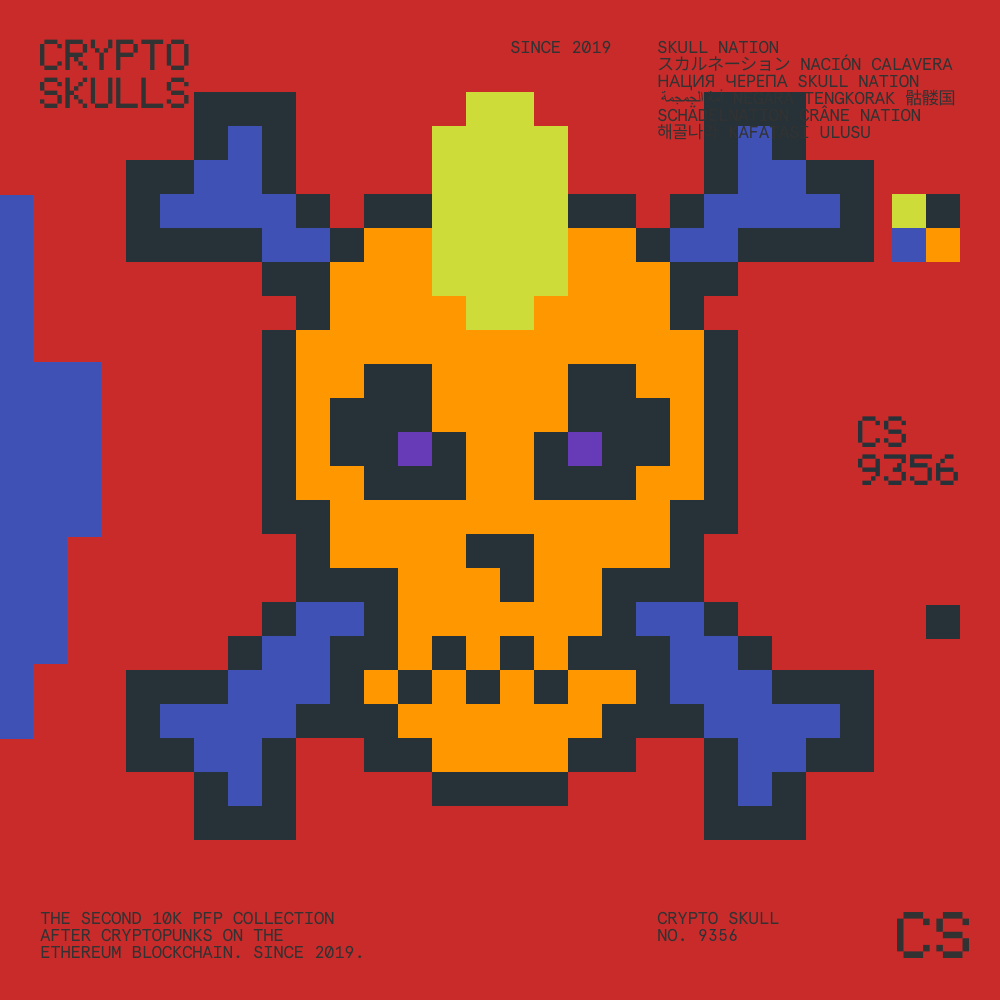 CRYPTO
SKULLS
SINCE 2019
SKULL NATION
スカルネーション NACIÓN CALAVERA
НАЦИЯ ЧЕРЕПА SKULL NATION
الجمجمة TENGKORAK 骷髅国
CRÂNE NATION
해골나 KAFATASI ULUSU
CS
9356
THE SECOND 10K PFP COLLECTION
AFTER CRYPTOPUNKS ON THE
ETHEREUM BLOCKCHAIN. SINCE 2019.
CRYPTO SKULL
NO. 9356
CS